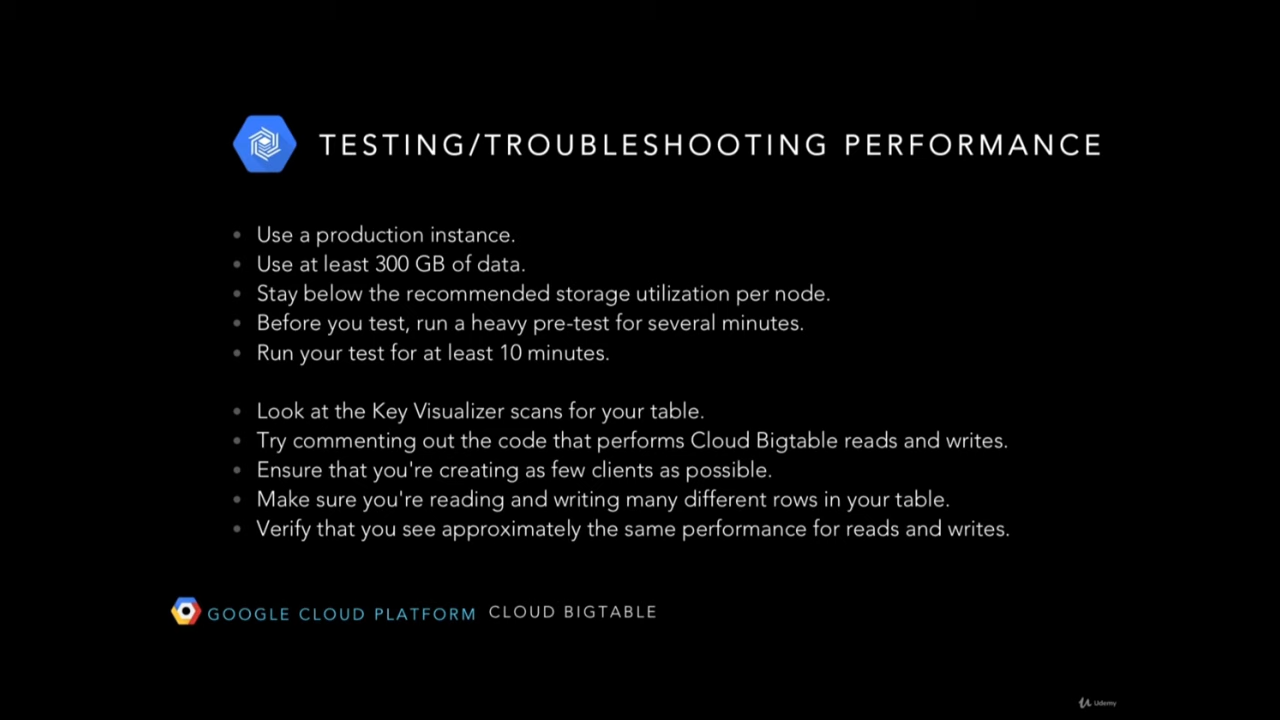 TESTING/TROUBLESHOOTING PERFORMANCE
• Use a production instance.
• Use at least 300 GB of data.
• Stay below the recommended storage utilization per node.
• Before you test, run a heavy pre-test for several minutes.
• Run your test for at least 10 minutes.
• Look at the Key Visualizer scans for your table.
• Try commenting out the code that performs Cloud Bigtable reads and writes.
• Ensure that you're creating as few clients as possible.
• Make sure you're reading and writing many different rows in your table.
• Verify that you see approximately the same performance for reads and writes.
GOOGLE CLOUD PLATFORM CLOUD BIGTABLE
Udemy